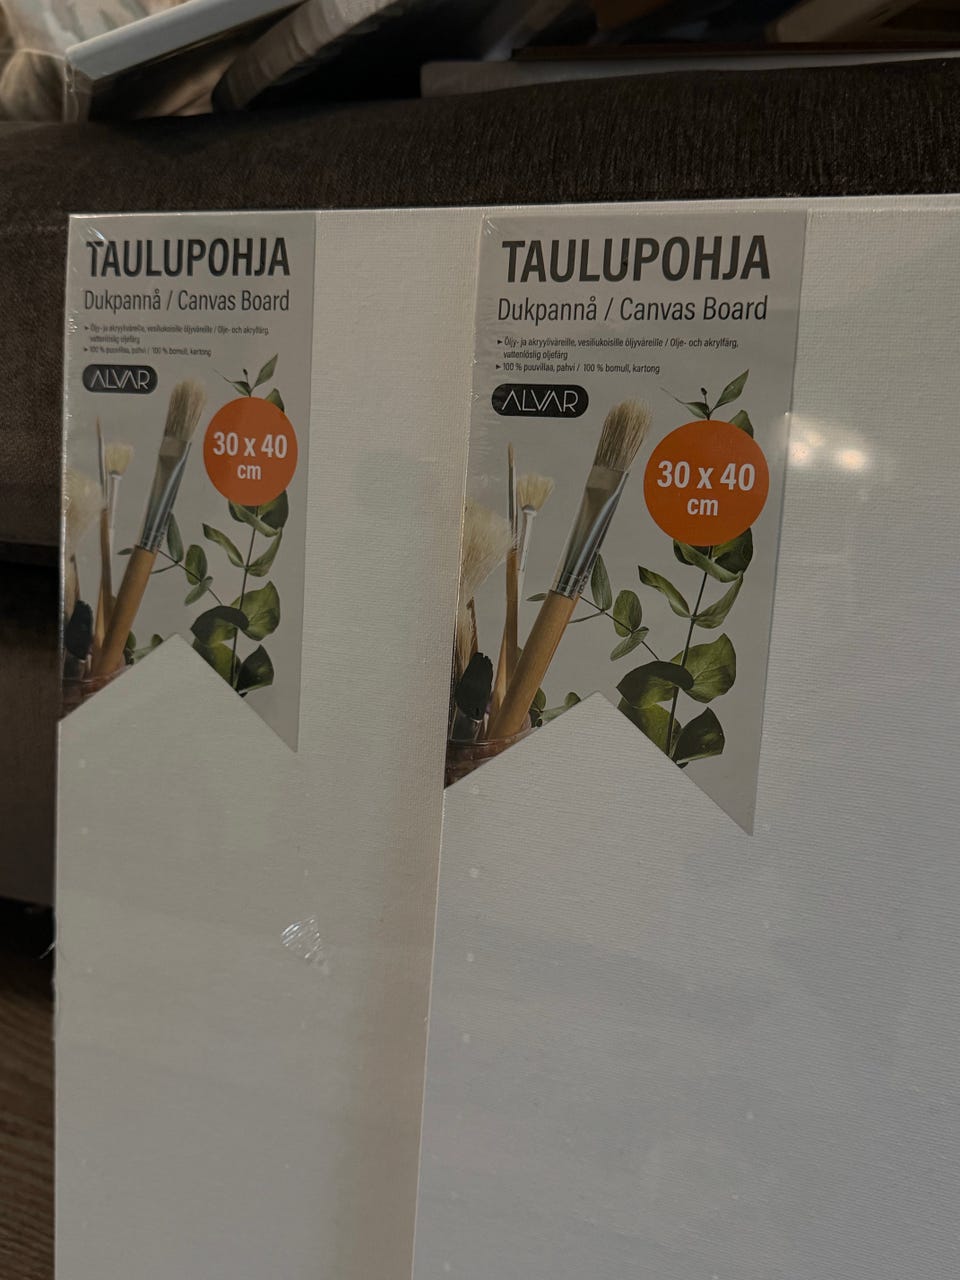 TAULUPOHJA
Dukpannå / Canvas Board
▸ Öljy- ja akryyliväreille, vesiliukoisille öljyväreille / Olje- och akrylfärg,
vattenlöslig oljefärg
▸ 100 % puuvillaa, pahvi / 100 % bomull, kartong
ALVAR
30 x 40
cm
TAULUPOHJA
Dukpannå / Canvas Board
▸ Öljy- ja akryyliväreille, vesiliukoisille öljyväreille / Olje- och akrylfärg,
vattenlöslig oljefärg
▸ 100 % puuvillaa, pahvi / 100 % bomull, kartong
ALVAR
30 x 40
cm